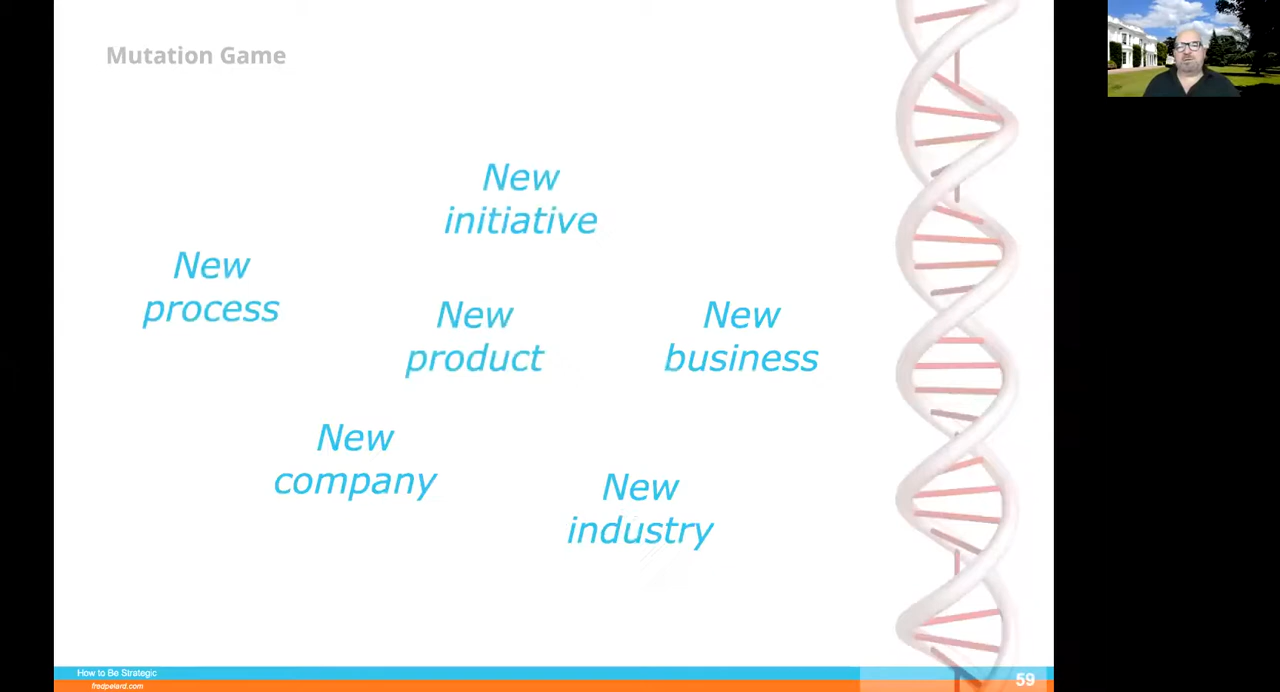 Mutation Game
New
initiative
New
process
New
product
New
business
New
company
New
industry
How to Be Strategic
fredpelard.com
59